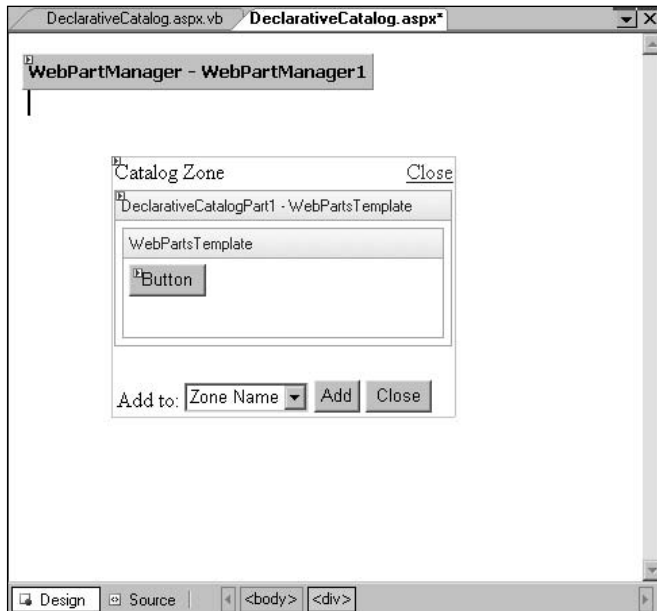 DeclarativeCatalog.aspx.vb DeclarativeCatalog.aspx*
WebPartManager - WebPartManager1
Catalog Zone Close
DeclarativeCatalogPart1 - WebPartsTemplate
WebPartsTemplate
Button
Add to: Zone Name Add Close
Design Source <body> <div>